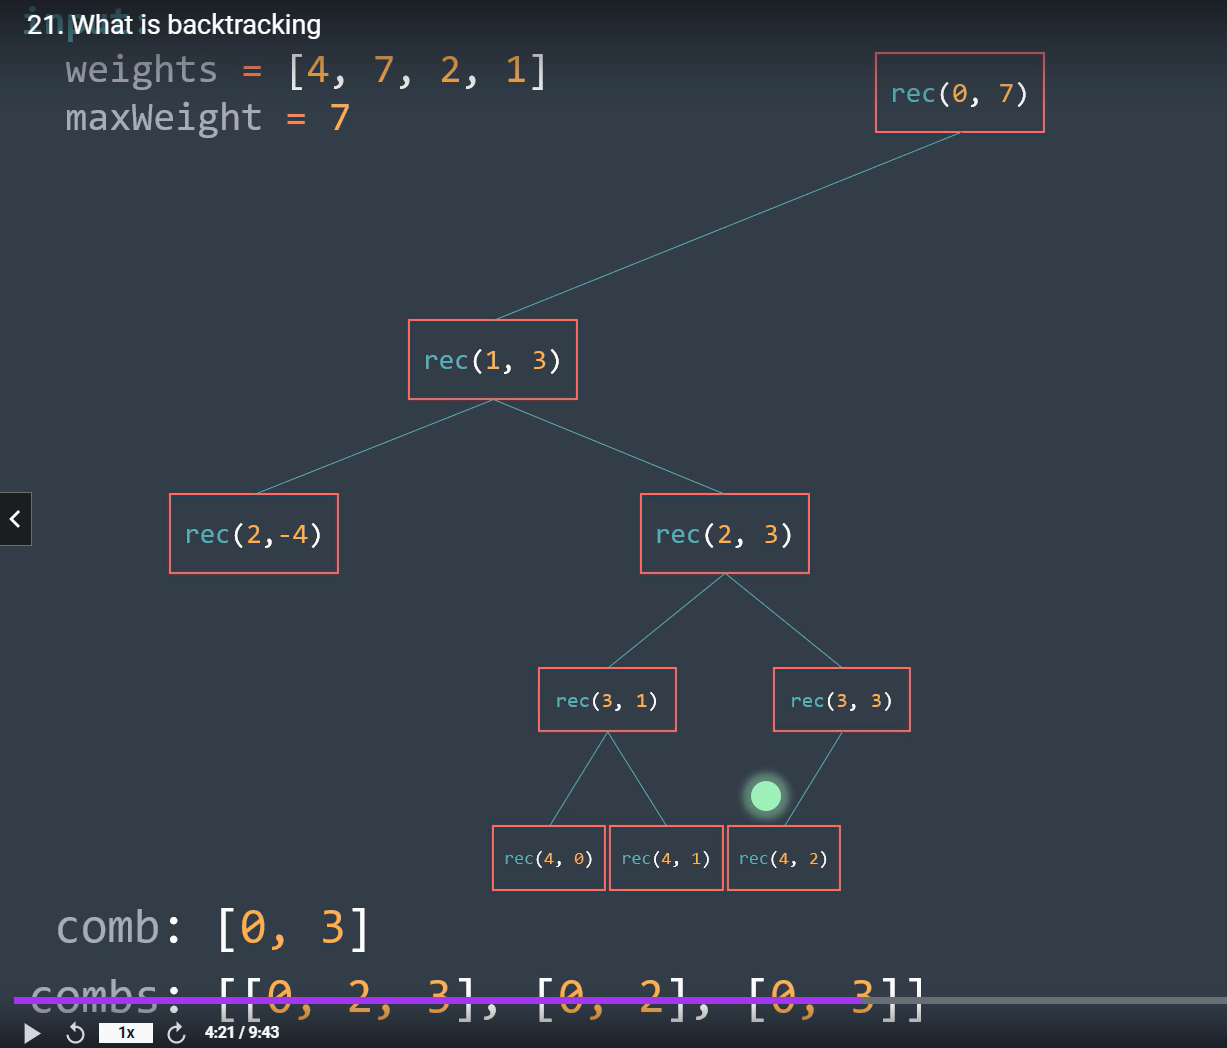 input:
21. What is backtracking
weights = [4, 7, 2, 1]
maxWeight = 7
rec(0, 7)
rec(1, 3)
rec(2,-4)
rec(2, 3)
rec(3, 1)
rec(3, 3)
rec(4, 0)
rec(4, 1)
rec(4, 2)
comb: [0, 3]
combs: [[0, 2, 3], [0, 2], [0, 3]]
1x
4:21 / 9:43